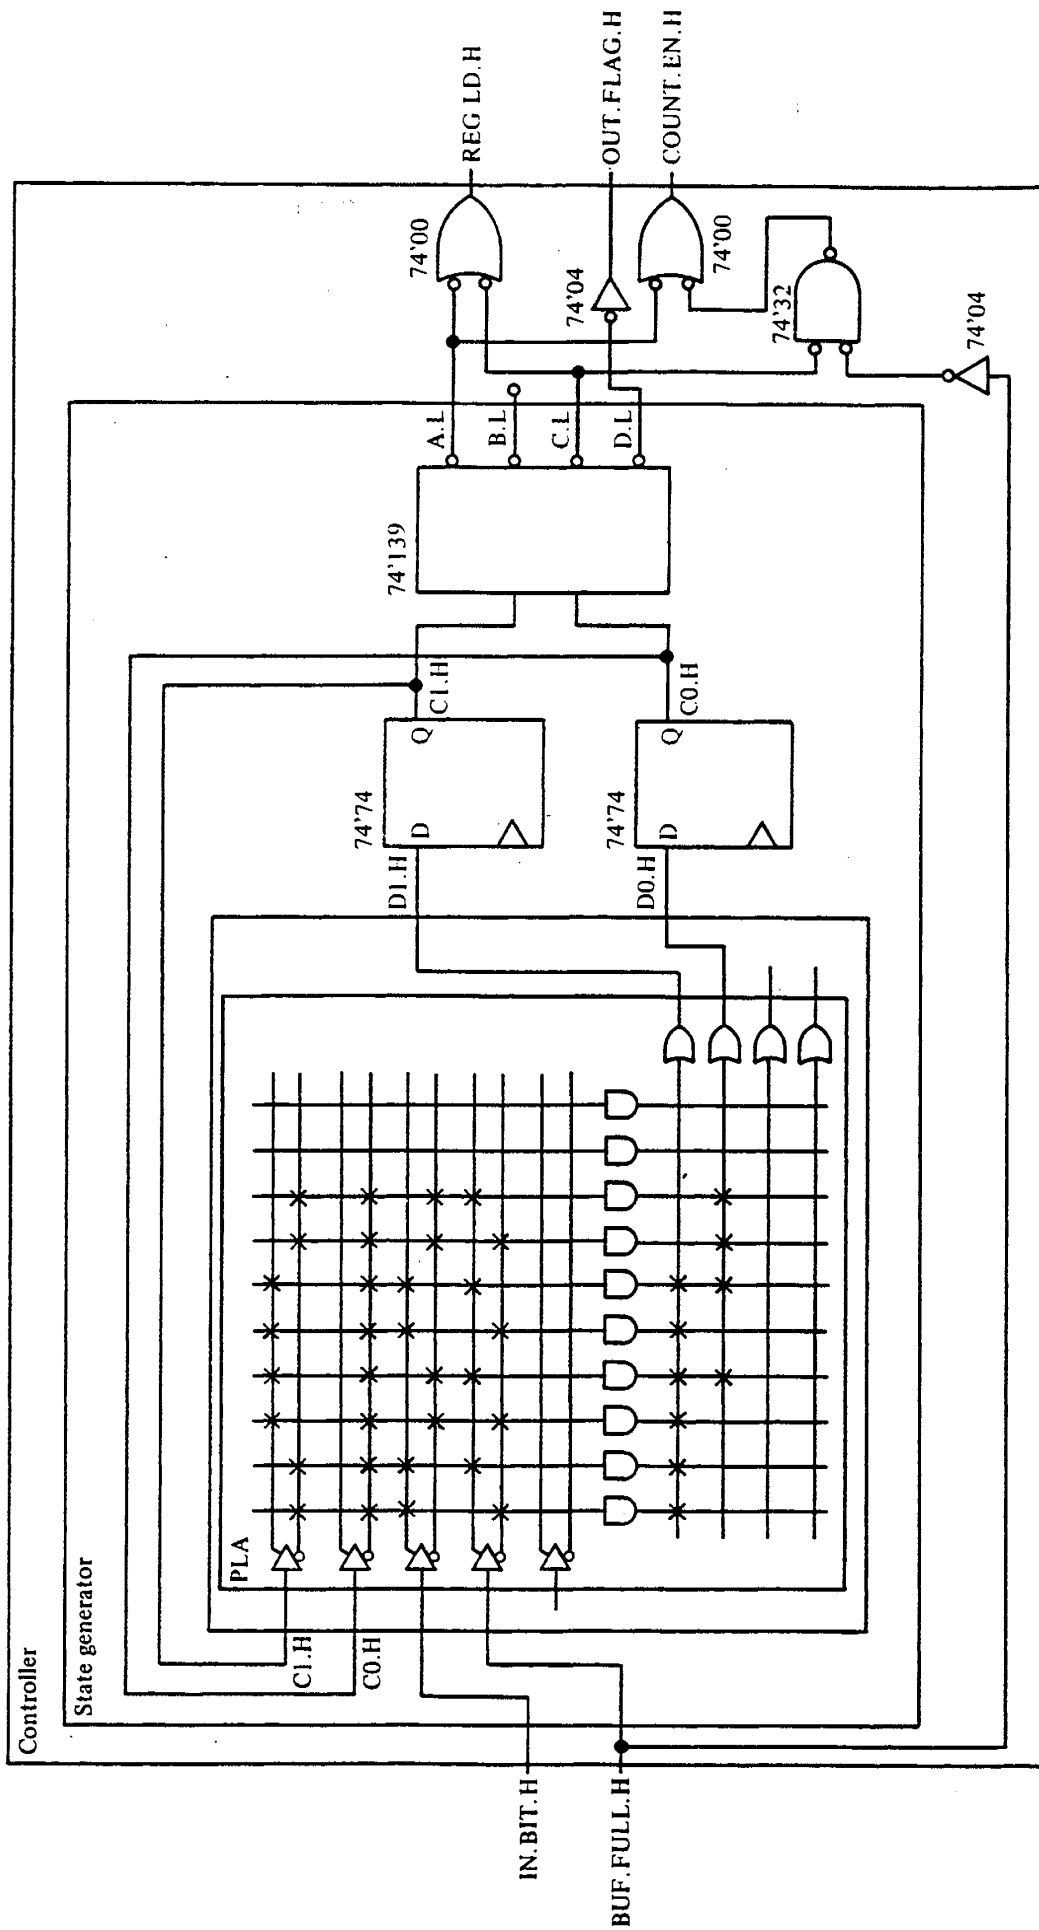 Controller
State generator
PLA
C1.H
C0.H
IN.BIT.H
BUF.FULL.H
D1.H
D0.H
74'74
D
Q
C1.H
74'74
D
Q
C0.H
74'139
A.L
B.L
C.L
D.L
74'00
REG LD.H
74'04
OUT.FLAG.H
74'00
COUNT.EN.H
74'32
74'04